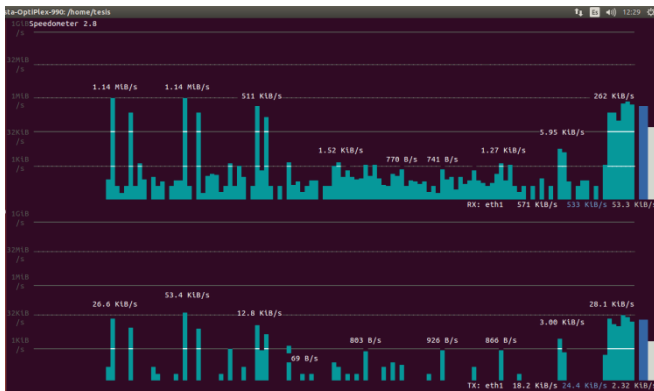 sta-OptiPlex-990: /home/tesis
Es 12:29
1GiB Speedometer 2.8
/s
32MiB
/s
1.14 MiB/s 1.14 MiB/s
1MiB 511 KiB/s 262 KiB/s
/s
32KiB 5.95 KiB/s
/s
1.52 KiB/s 1.27 KiB/s
1KiB 770 B/s 741 B/s
/s
RX: eth1 571 KiB/s 533 KiB/s 53.3 KiB/s
1GiB
/s
32MiB
/s
1MiB
/s
53.4 KiB/s
26.6 KiB/s 28.1 KiB/s
32KiB 12.8 KiB/s
/s 3.00 KiB/s
1KiB 803 B/s 926 B/s 866 B/s
/s
69 B/s
TX: eth1 18.2 KiB/s 24.4 KiB/s 2.32 KiB/s